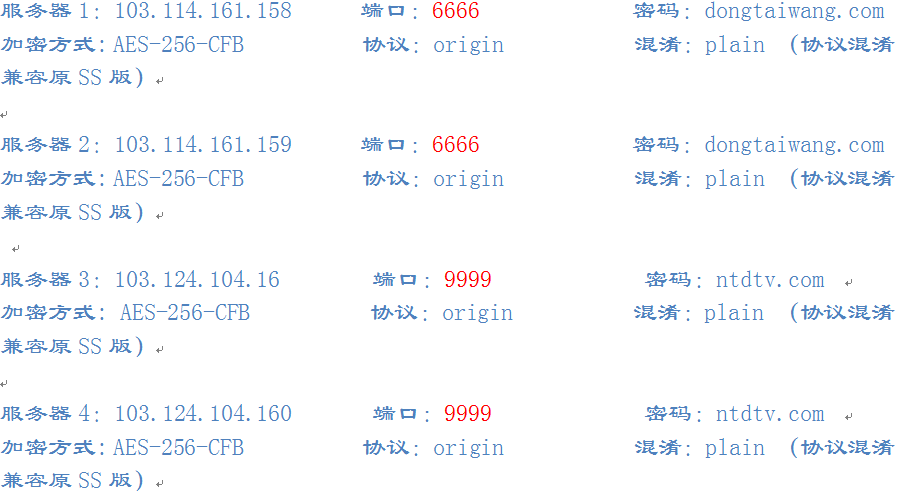 服务器 1: 103.114.161.158 端口: 6666 密码: dongtaiwang.com
加密方式: AES-256-CFB 协议: origin 混淆: plain （协议混淆
兼容原 SS 版）
服务器 2: 103.114.161.159 端口: 6666 密码: dongtaiwang.com
加密方式: AES-256-CFB 协议: origin 混淆: plain （协议混淆
兼容原 SS 版）
服务器 3: 103.124.104.16 端口: 9999 密码: ntdtv.com
加密方式: AES-256-CFB 协议: origin 混淆: plain （协议混淆
兼容原 SS 版）
服务器 4: 103.124.104.160 端口: 9999 密码: ntdtv.com
加密方式: AES-256-CFB 协议: origin 混淆: plain （协议混淆
兼容原 SS 版）